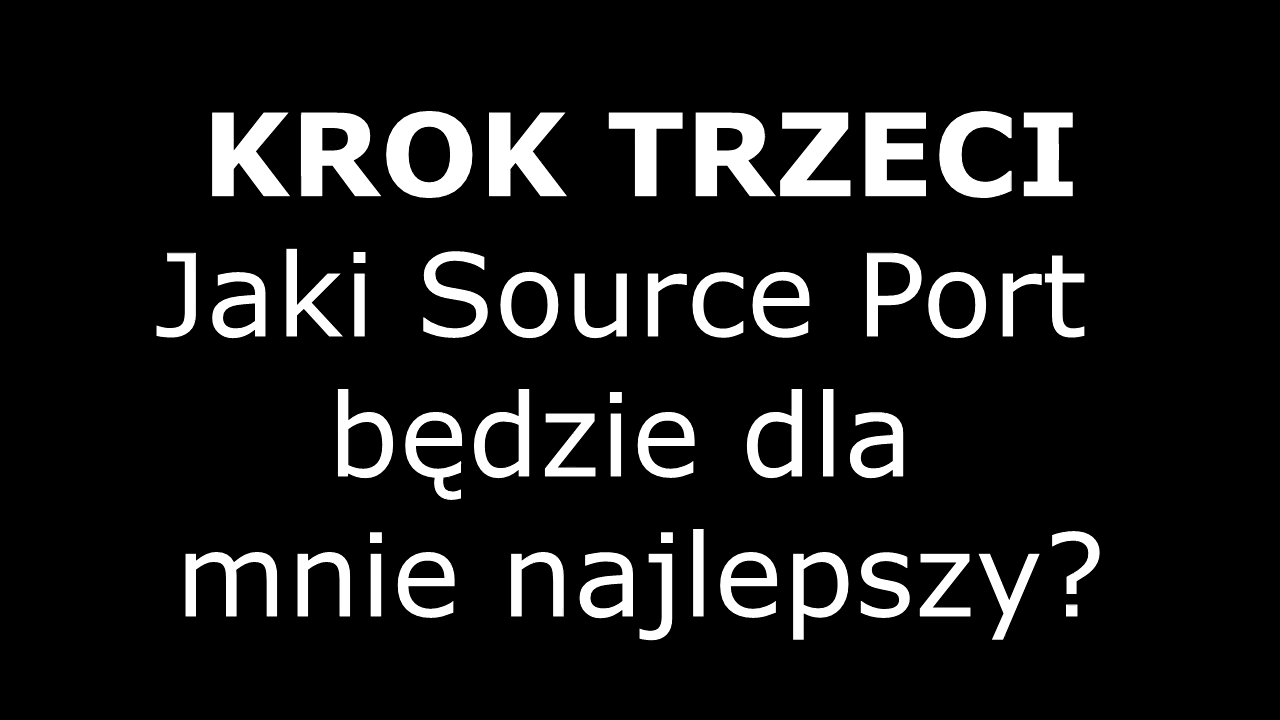 KROK TRZECI
Jaki Source Port
będzie dla
mnie najlepszy?